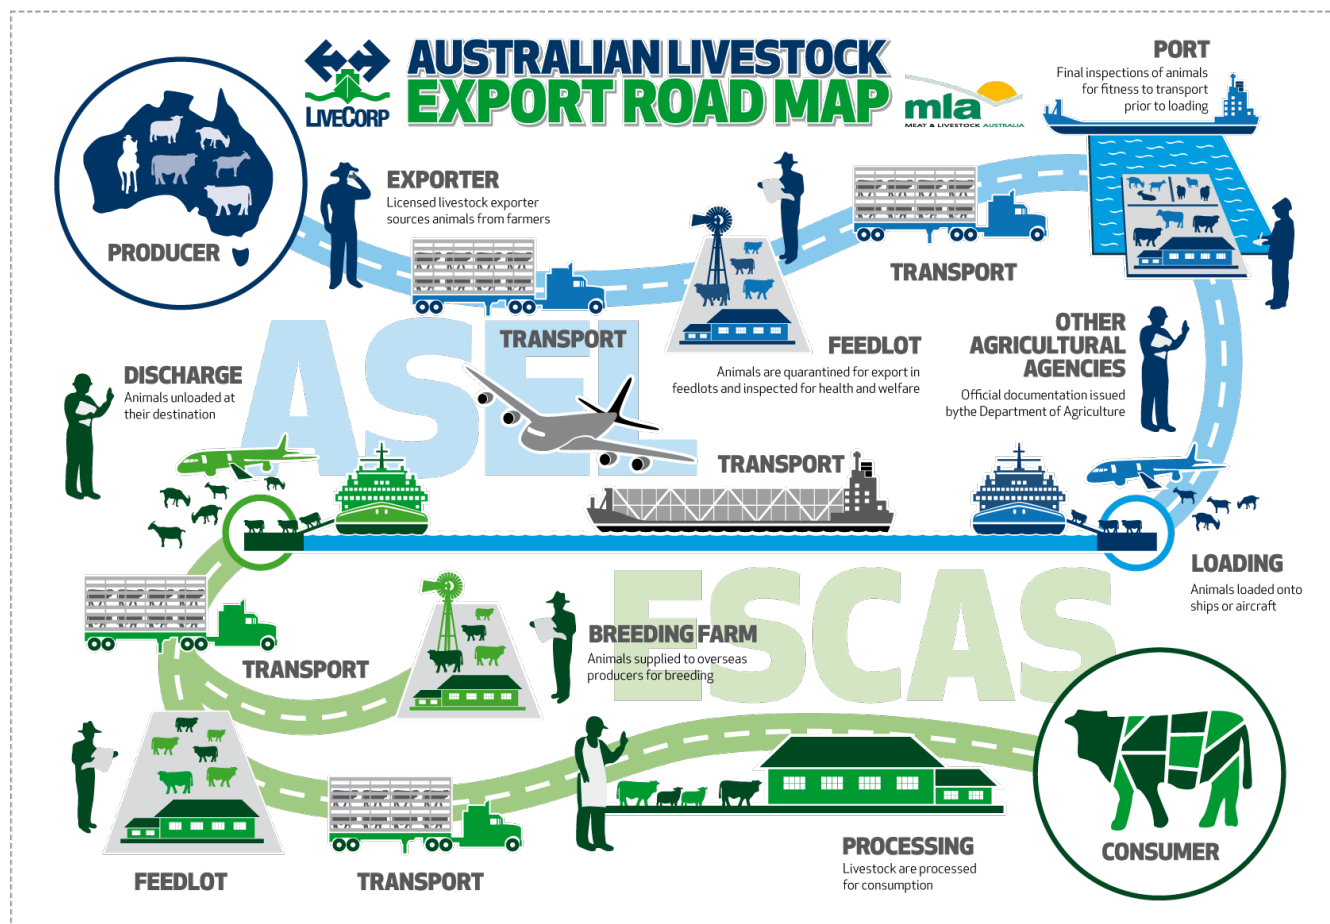 LIVECORP
AUSTRALIAN LIVESTOCK
EXPORT ROAD MAP
mla
MEAT & LIVESTOCK AUSTRALIA
PORT
Final inspections of animals
for fitness to transport
prior to loading
PRODUCER
EXPORTER
Licensed livestock exporter
sources animals from farmers
TRANSPORT
FEEDLOT
Animals are quarantined for export in
feedlots and inspected for health and welfare
TRANSPORT
OTHER
AGRICULTURAL
AGENCIES
Official documentation issued
bythe Department of Agriculture
ASEL
DISCHARGE
Animals unloaded at
their destination
TRANSPORT
LOADING
Animals loaded onto
ships or aircraft
ESCAS
TRANSPORT
BREEDING FARM
Animals supplied to overseas
producers for breeding
FEEDLOT
TRANSPORT
PROCESSING
Livestock are processed
for consumption
CONSUMER